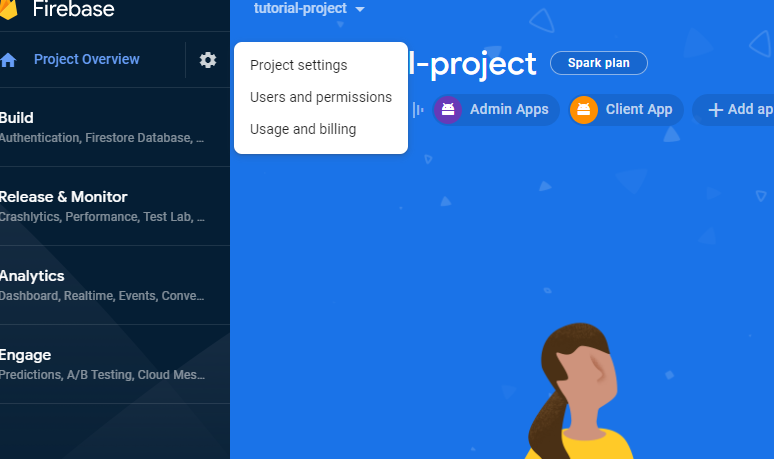 Firebase
tutorial-project
Project Overview
Project settings
Users and permissions
Usage and billing
l-project
Spark plan
Admin Apps
Client App
Add ap
Build
Authentication, Firestore Database, ...
Release & Monitor
Crashlytics, Performance, Test Lab, ...
Analytics
Dashboard, Realtime, Events, Conve...
Engage
Predictions, A/B Testing, Cloud Mes...